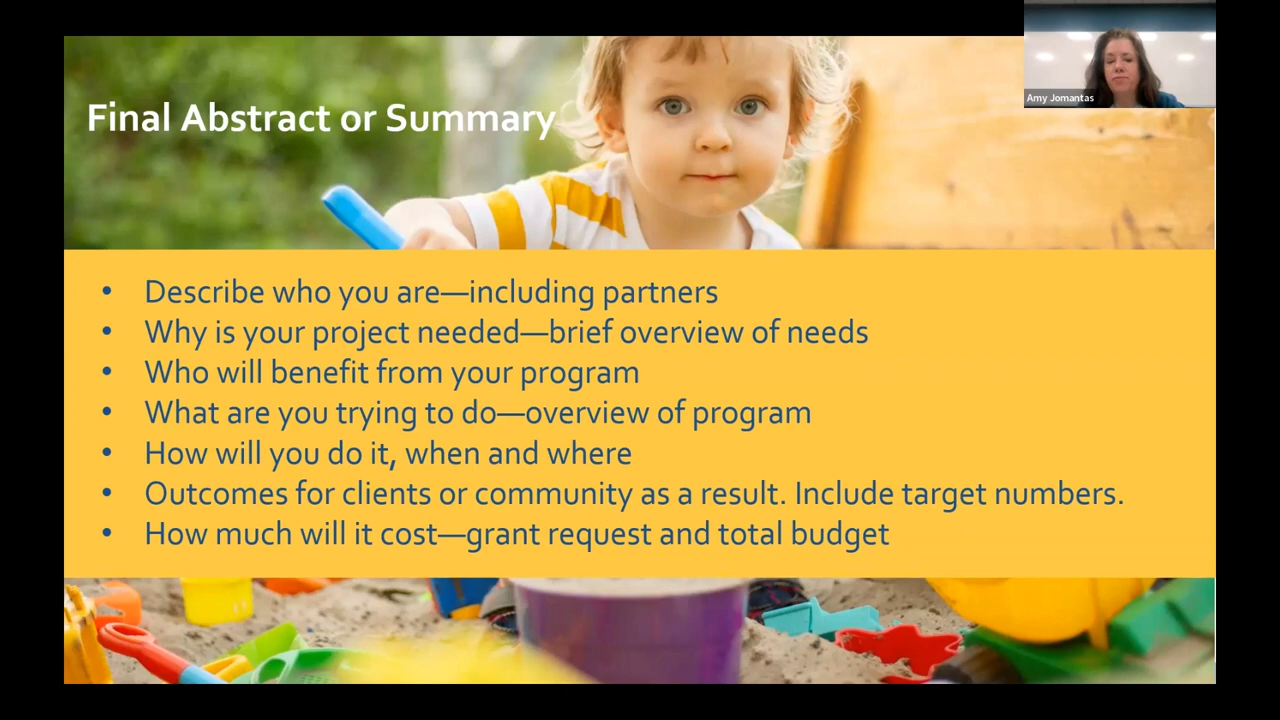 Amy Jomantas
Final Abstract or Summary
• Describe who you are—including partners
• Why is your project needed—brief overview of needs
• Who will benefit from your program
• What are you trying to do—overview of program
• How will you do it, when and where
• Outcomes for clients or community as a result. Include target numbers.
• How much will it cost—grant request and total budget